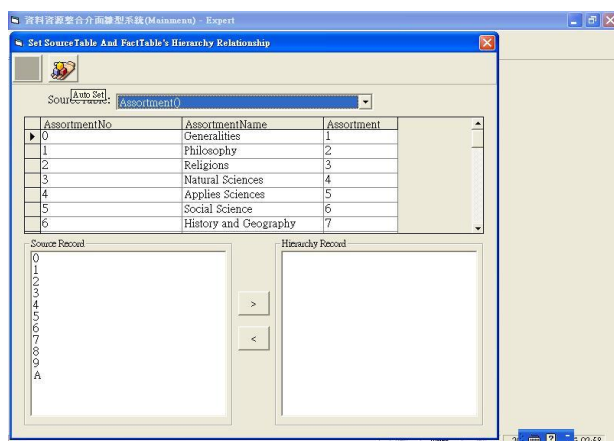 資料資源整合介面雛型系統(Mainmenu) - Expert
Set SourceTable And FactTable's Hierarchy Relationship
Auto Set
SourceTable: Assortment()
AssortmentNo AssortmentName Assortment
0 Generalities 1
1 Philosophy 2
2 Religions 3
3 Natural Sciences 4
4 Applies Sciences 5
5 Social Science 6
6 History and Geography 7
Source Record Hierarchy Record
0
1
2
3
4
5
6
7
8
9
A
>
<